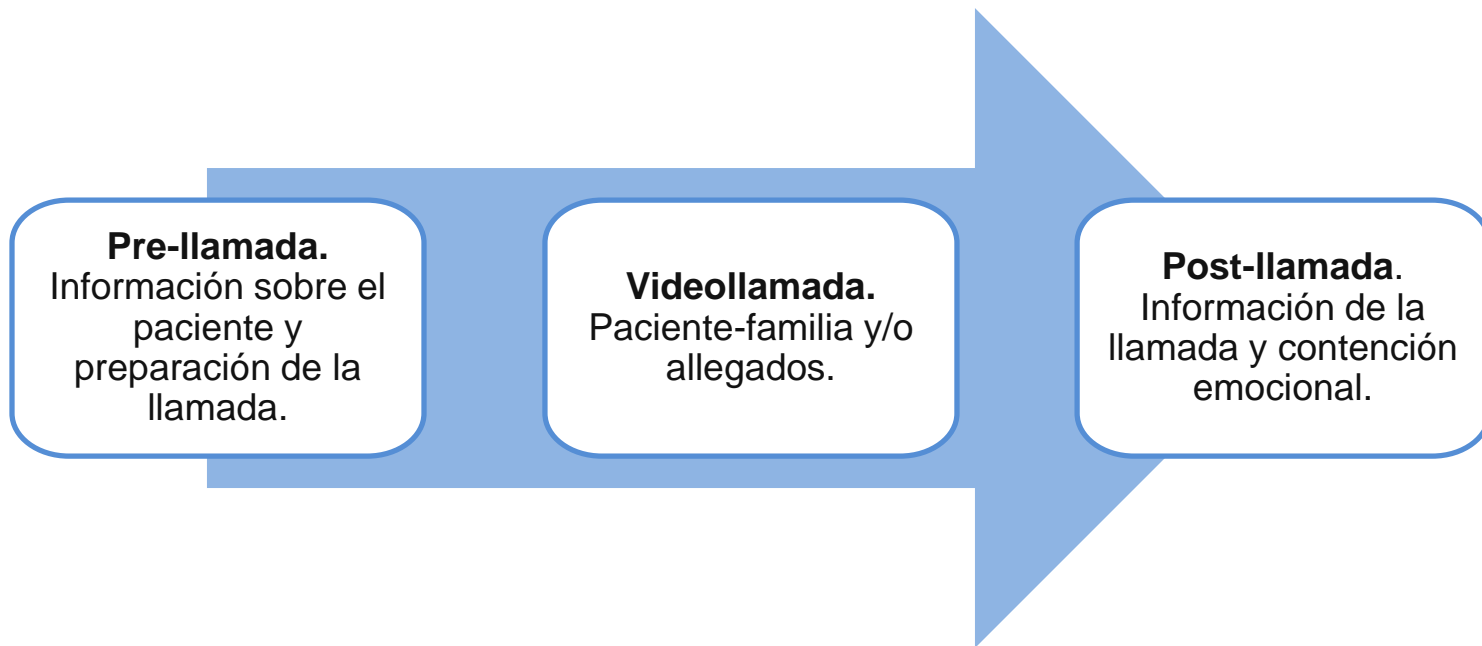 Pre-llamada.
Información sobre el
paciente y
preparación de la
llamada.
Videollamada.
Paciente-familia y/o
allegados.
Post-llamada.
Información de la
llamada y contención
emocional.